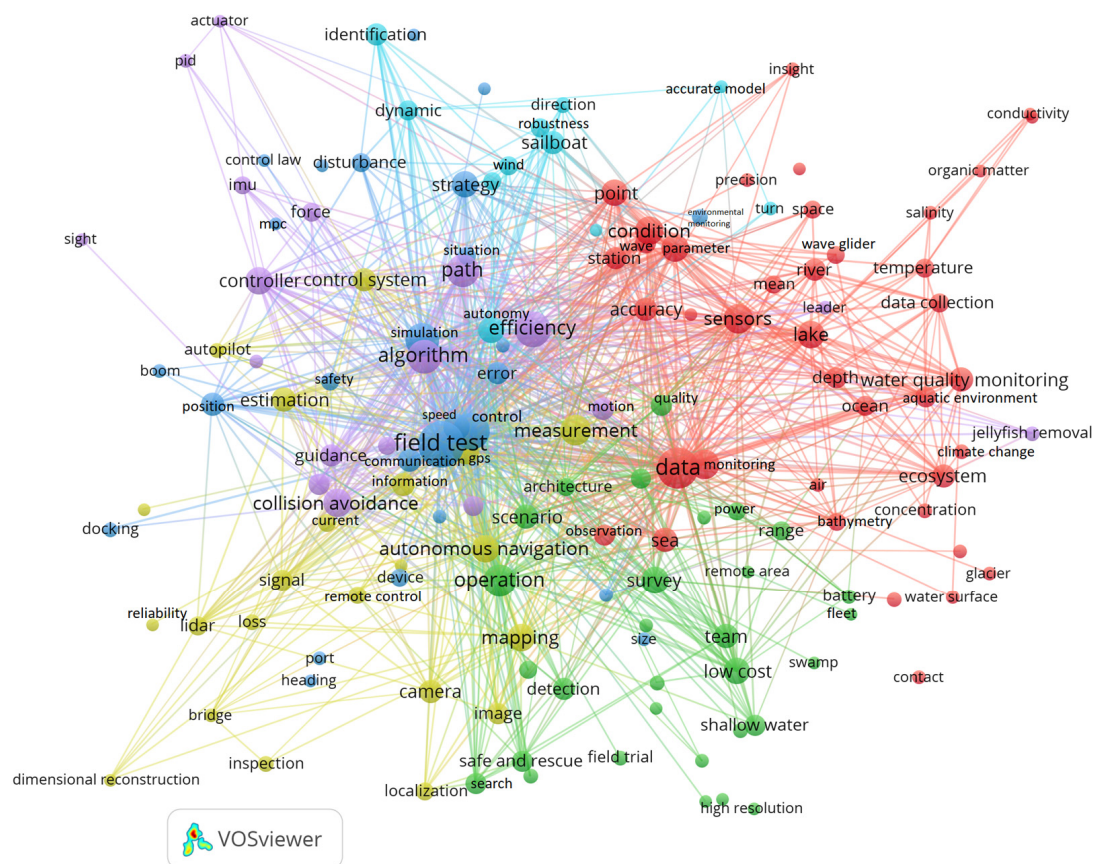 actuator
identification
pid
insight
accurate model
dynamic
direction
robustness
conductivity
sailboat
control law
disturbance
wind
organic matter
imu
strategy
precision
point
force
mpc
environmental
monitoring
turn
space
salinity
sight
situation
condition
wave
parameter
wave glider
path
station
river
temperature
controller
control system
mean
data collection
autonomy
accuracy
sensors
leader
simulation
efficiency
lake
autopilot
algorithm
boom
safety
error
depth
water quality monitoring
position
estimation
quality
motion
ocean
aquatic environment
speed
control
measurement
field test
jellyfish removal
guidance
communication
gps
data
monitoring
climate change
information
architecture
air
ecosystem
collision avoidance
current
scenario
power
concentration
docking
observation
range
bathymetry
sea
autonomous navigation
signal
device
operation
survey
remote area
glacier
remote control
battery
water surface
reliability
lidar
loss
fleet
mapping
size
team
port
swamp
heading
low cost
contact
camera
detection
bridge
image
shallow water
inspection
safe and rescue
field trial
dimensional reconstruction
localization
search
high resolution
VOSviewer